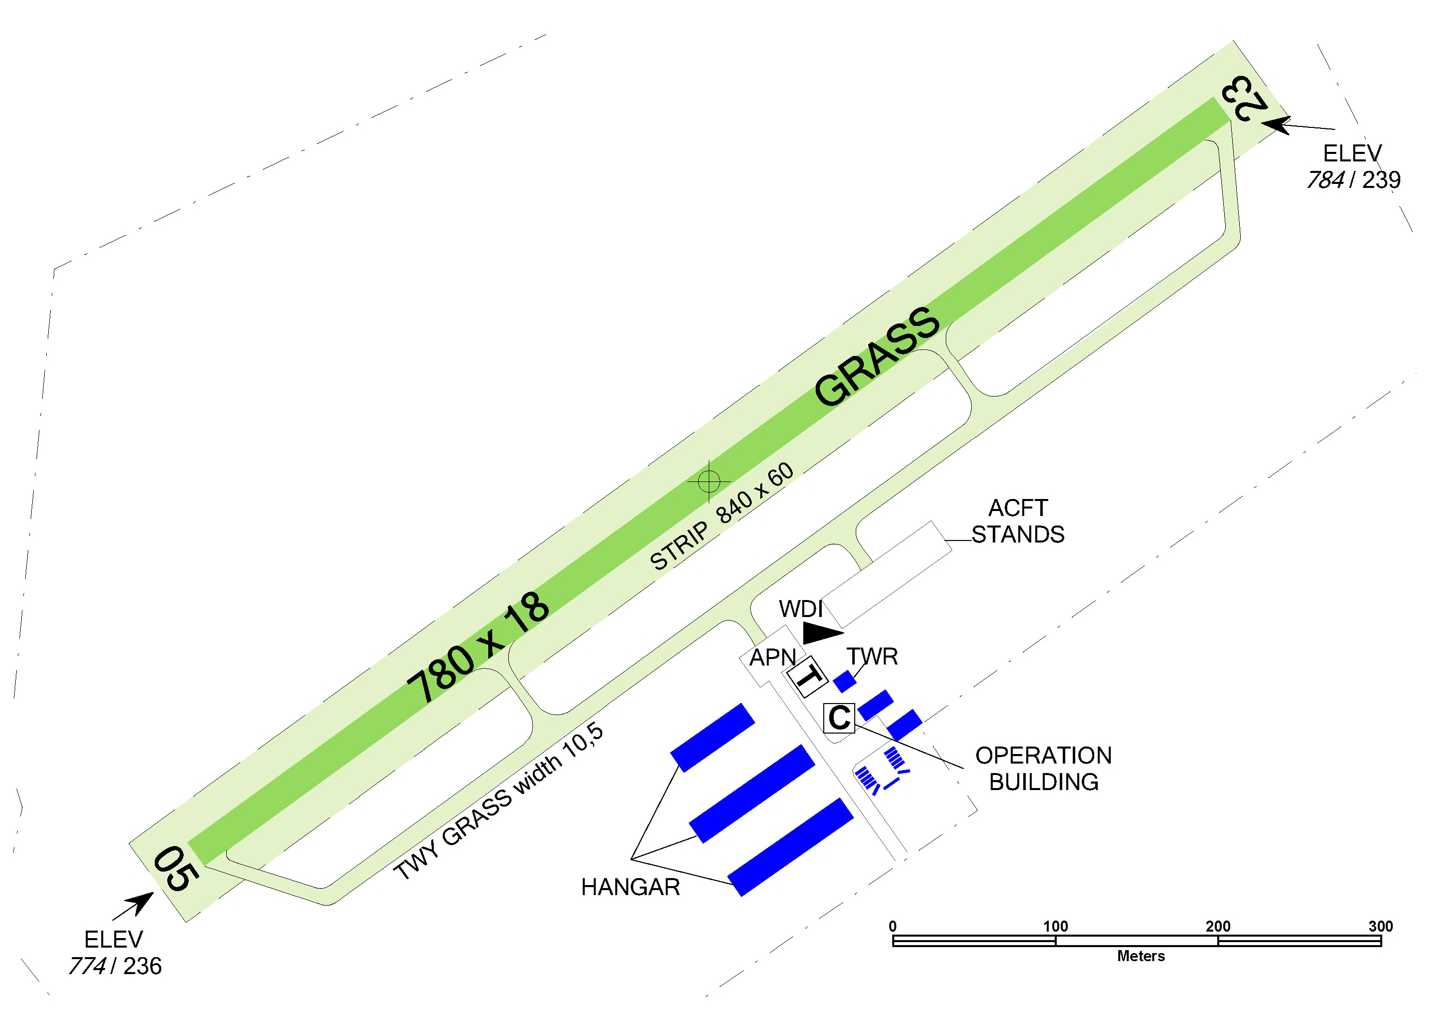 23
ELEV
784 / 239
GRASS
STRIP 840 x 60
ACFT
STANDS
780 x 18
WDI
APN
T
TWR
C
TWY GRASS width 10,5
OPERATION
BUILDING
05
HANGAR
ELEV
774 / 236
0 100 200 300
Meters